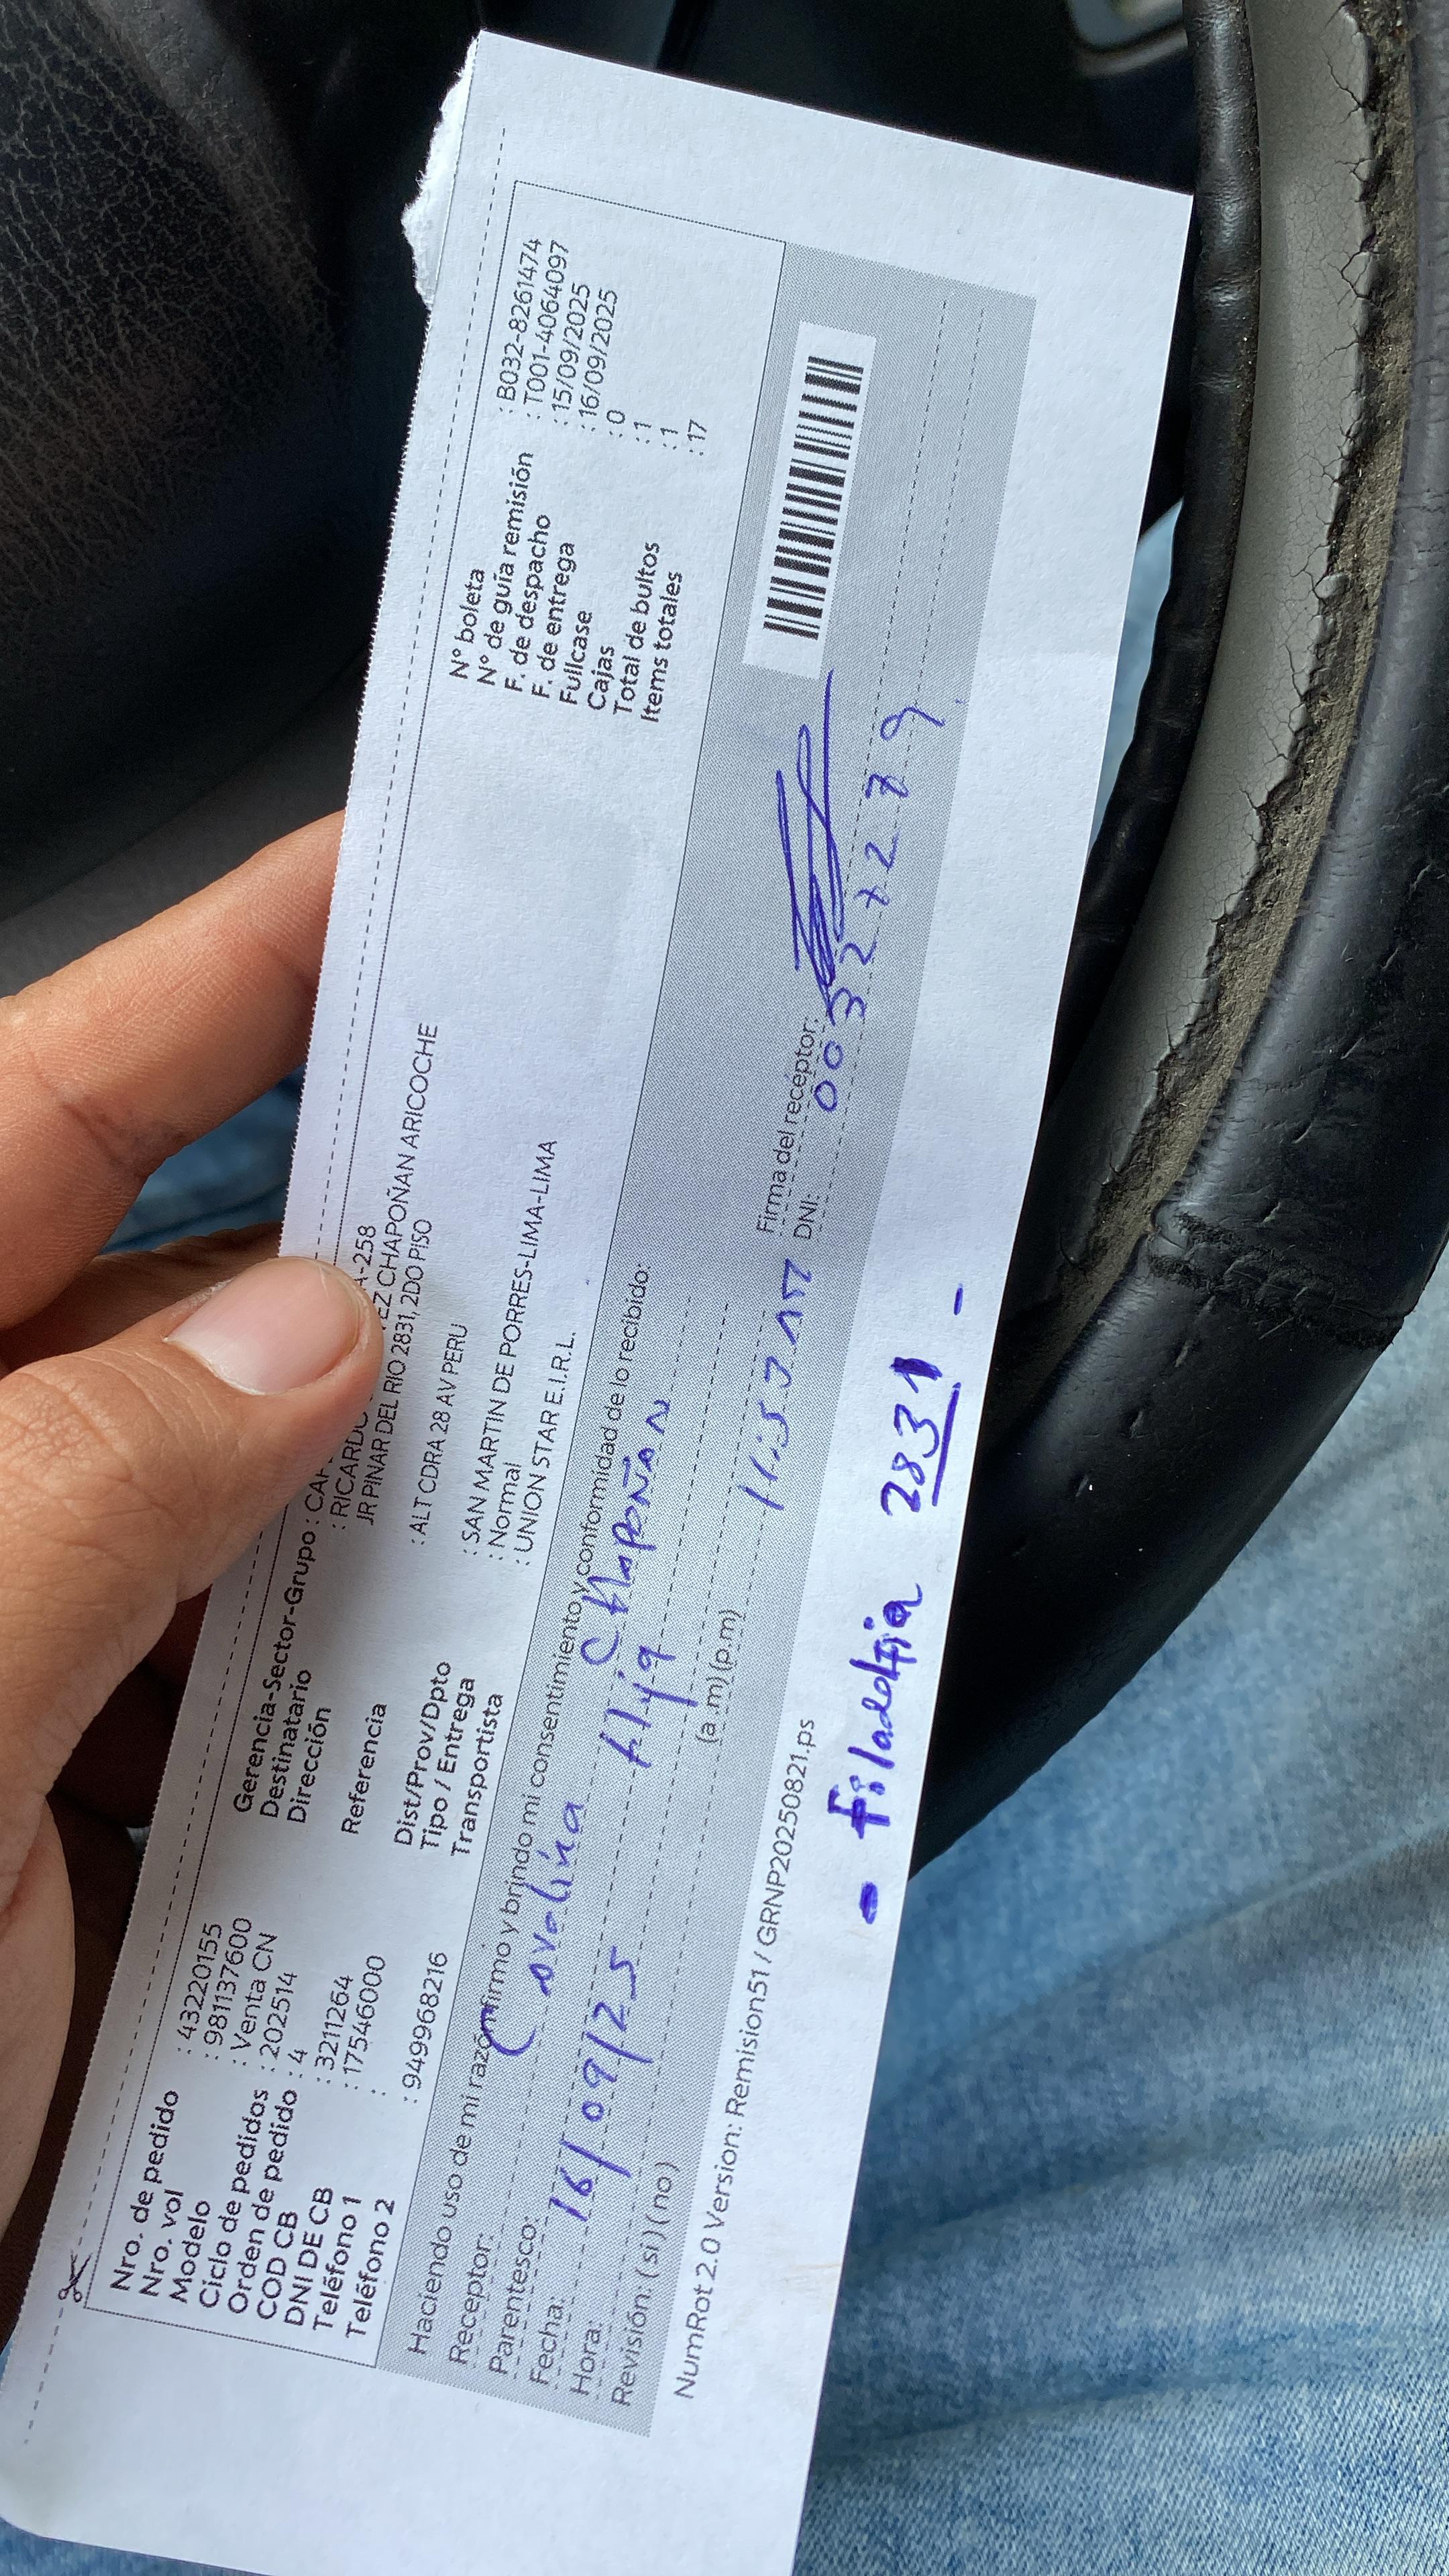 Nro. de pedido : 43220155
Nro. vol : 981137600
Modelo : Venta CN
Ciclo de pedidos : 202514
Orden de pedido : 4
COD CB : 3211264
DNI DE CB : 17546000
Teléfono 1 :
Teléfono 2 : 949968216
Gerencia-Sector-Grupo : CAR A-258
Destinatario : RICARDO EZ CHAPOÑAN ARICOCHE
Dirección JR PINAR DEL RIO 2831, 2DO PISO
Referencia : ALT CDRA 28 AV PERU
Dist/Prov/Dpto : SAN MARTIN DE PORRES-LIMA-LIMA
Tipo / Entrega : Normal
Transportista : UNION STAR E.I.R.L.
N° boleta : B032-8261474
N° de guía remisión : T001-4064097
F. de despacho : 15/09/2025
F. de entrega : 16/09/2025
Fullcase : 0
Cajas : 1
Total de bultos : 1
Items totales : 17
Haciendo uso de mi razón firmo y brindo mi consentimiento y conformidad de lo recibido:
Receptor: Chapoñan
Parentesco: Hija
Fecha: 16/09/25
Hora: (a.m) (p.m)
Revisión: (si) (no)
Firma del receptor:
DNI: 003272279
NumRot 2.0 Version: Remision51 / GRNP20250821.ps
- Filadelfia 2831 -